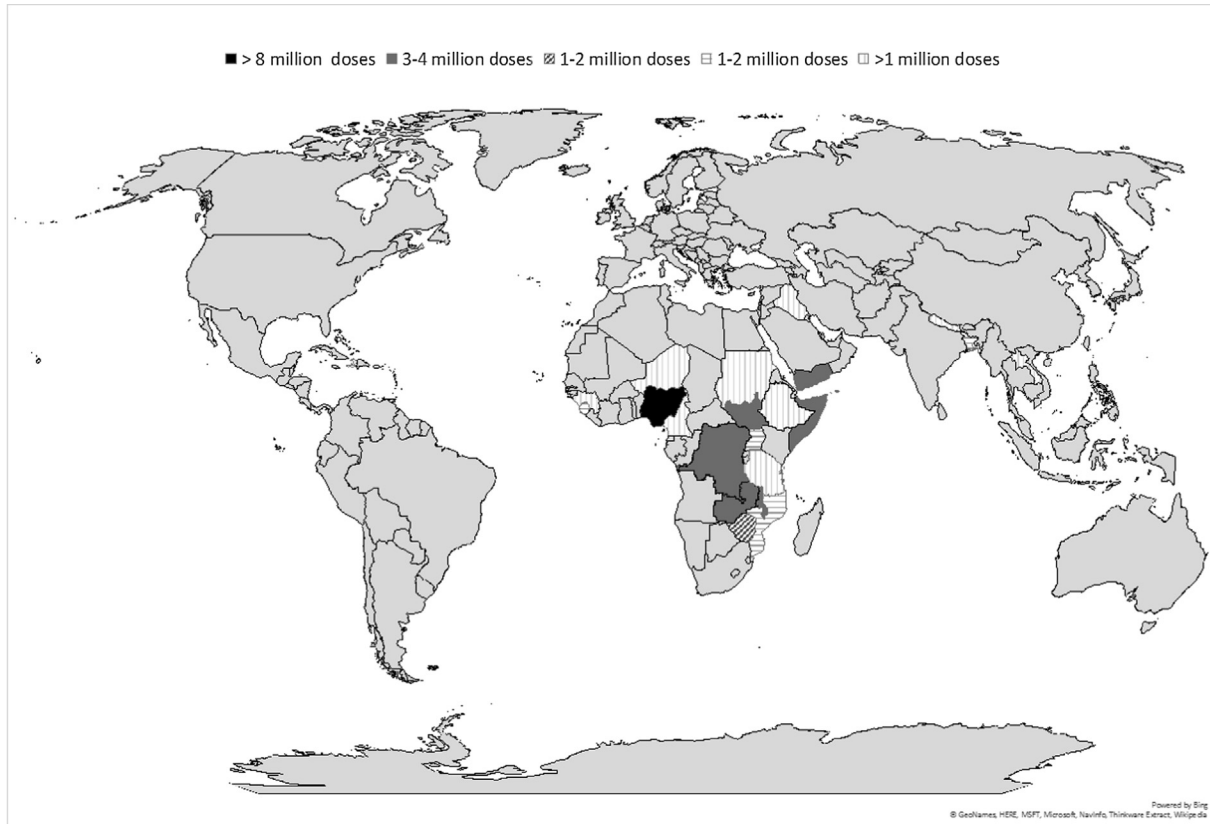 > 8 million doses 3-4 million doses 1-2 million doses 1-2 million doses >1 million doses
Powered by Bing
© GeoNames, HERE, MSFT, Microsoft, NavInfo, Thinkware Extract, Wikipedia